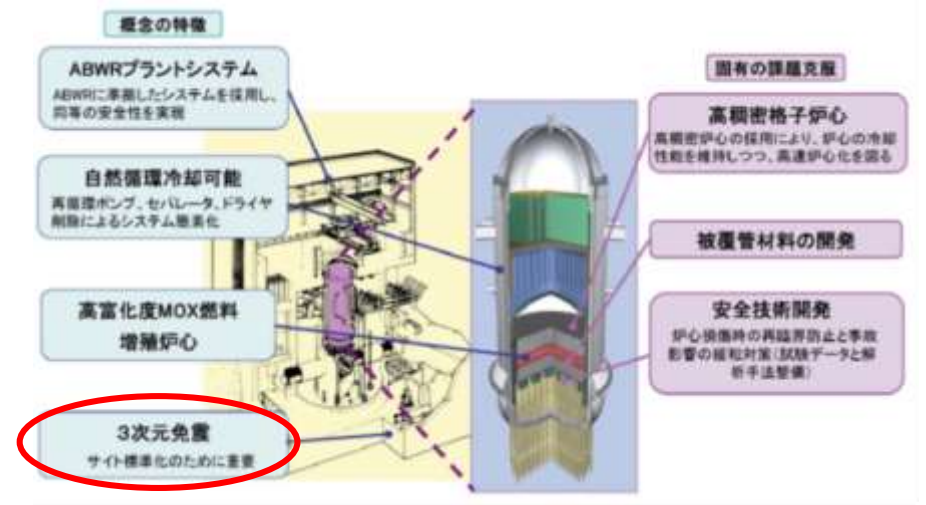 概念の特徴
ABWRプラントシステム
ABWRに準拠したシステムを採用し、
同等の安全性を実現
自然循環冷却可能
再循環ポンプ、セパレータ、ドライヤ
削除によるシステム簡素化
高富化度MOX燃料
増殖炉心
3次元免震
サイト標準化のために重要
固有の課題克服
高稠密格子炉心
高稠密炉心の採用により、炉心の冷却
性能を維持しつつ、高速炉心化を図る
被覆管材料の開発
安全技術開発
炉心損傷時の再臨界防止と事故
影響の緩和対策(試験データと解
析手法整備)